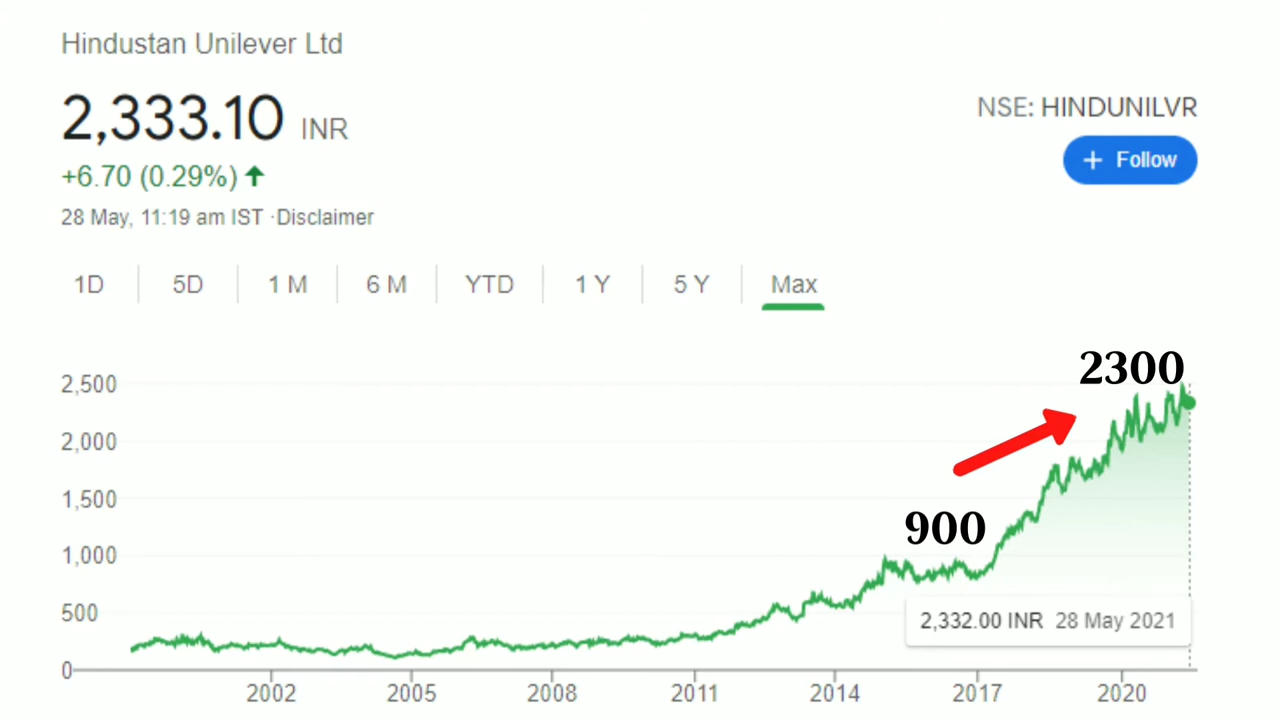 Hindustan Unilever Ltd
2,333.10 INR
NSE: HINDUNILVR
+6.70 (0.29%)
+ Follow
28 May, 11:19 am IST ·Disclaimer
1D 5D 1 M 6 M YTD 1 Y 5 Y Max
2300
2,500
2,000
1,500
900
1,000
500
2,332.00 INR 28 May 2021
0
2002 2005 2008 2011 2014 2017 2020